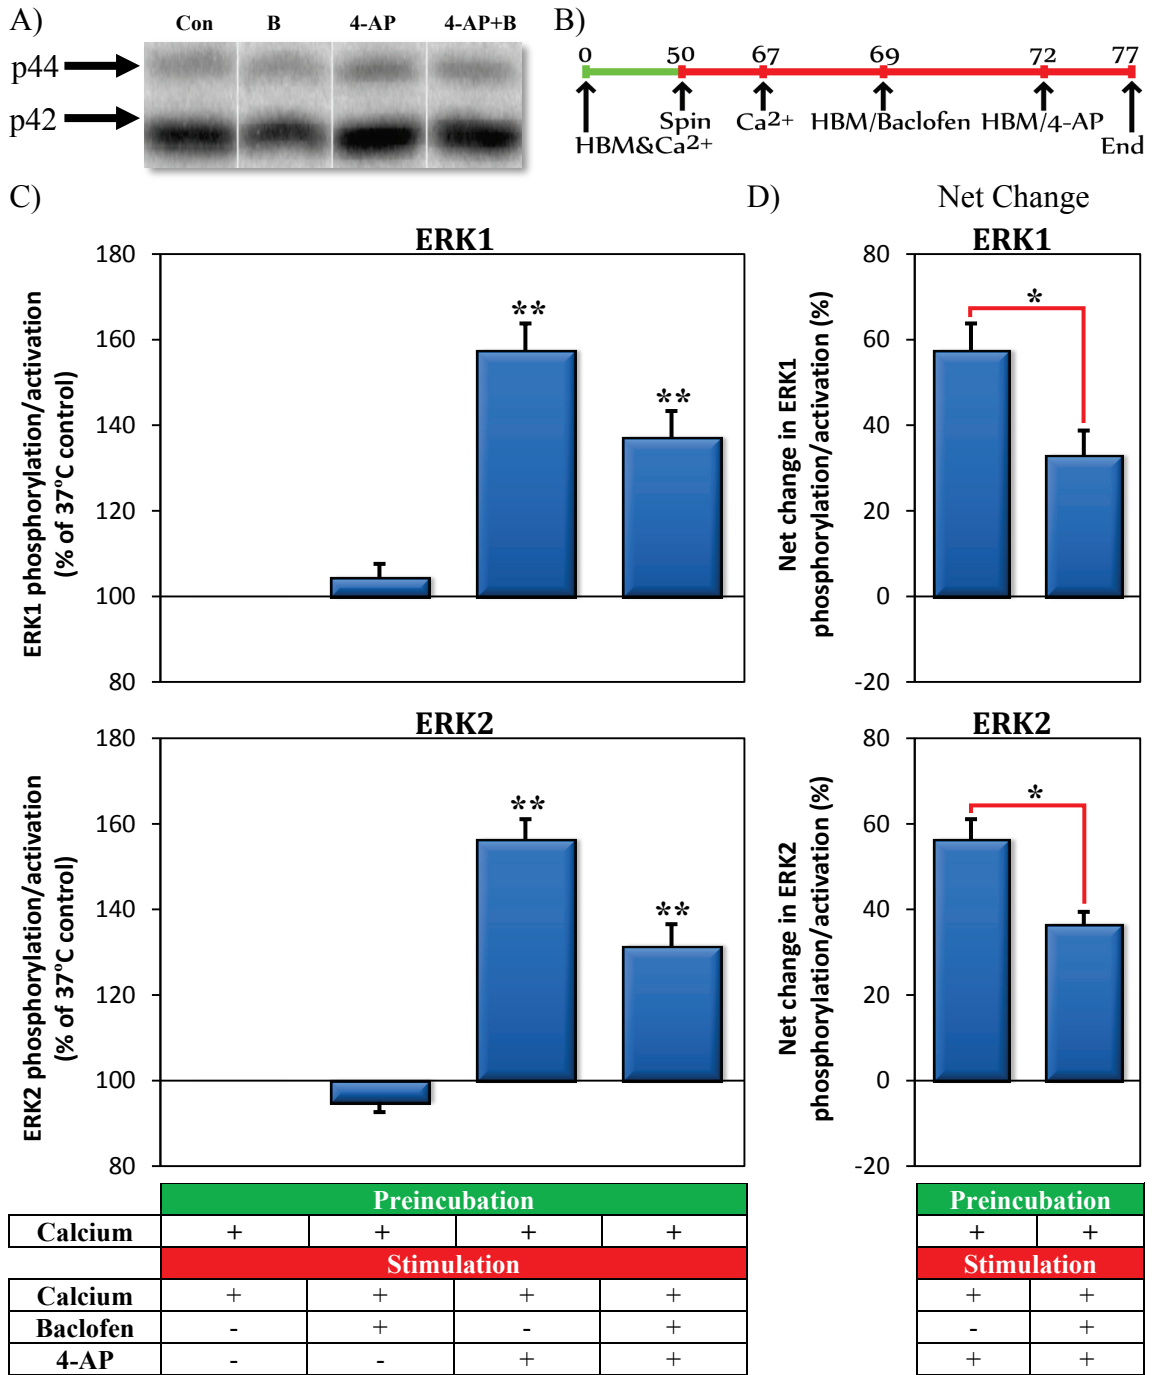 A)
Con B 4-AP 4-AP+B
p44
p42
B)
0 50 67 69 72 77
Spin Ca2+ HBM/Baclofen HBM/4-AP
HBM&Ca2+ End
C)
ERK1
ERK1 phosphorylation/activation
(% of 37°C control)
180
160
140
120
100
80
**
**
D)
Net Change
ERK1
Net change in ERK1
phosphorylation/activation (%)
80
60
40
20
0
-20
*
ERK2
ERK2 phosphorylation/activation
(% of 37°C control)
180
160
140
120
100
80
**
**
ERK2
Net change in ERK2
phosphorylation/activation (%)
80
60
40
20
0
-20
*
Preincubation
Calcium + + + +
Stimulation
Calcium + + + +
Baclofen - + - +
4-AP - - + +
Preincubation
+ +
Stimulation
+ +
- +
+ +